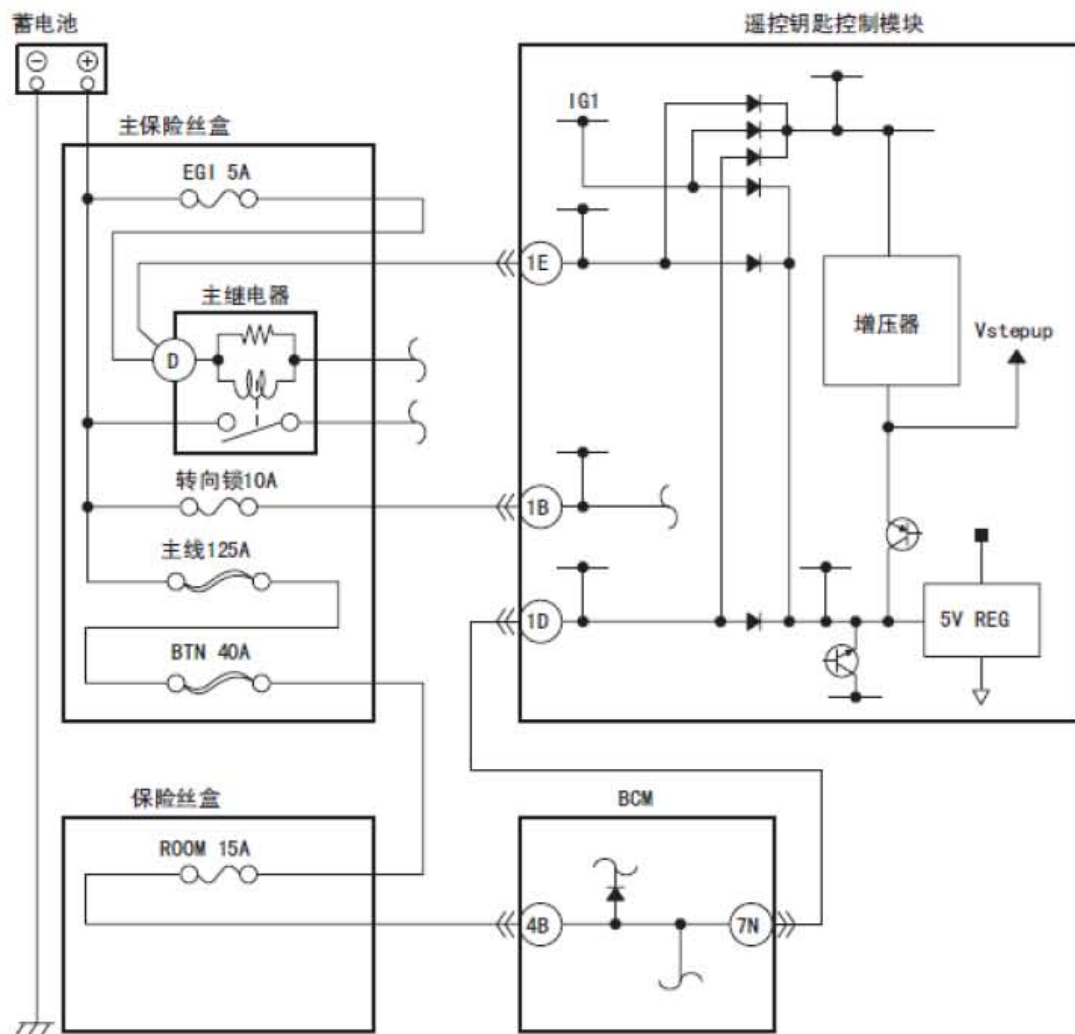 蓄电池
遥控钥匙控制模块
主保险丝盒
IG1
EGI 5A
1E
主继电器
增压器
Vstepup
D
转向锁10A
1B
主线125A
1D
5V REG
BTN 40A
保险丝盒
BCM
ROOM 15A
4B
7N